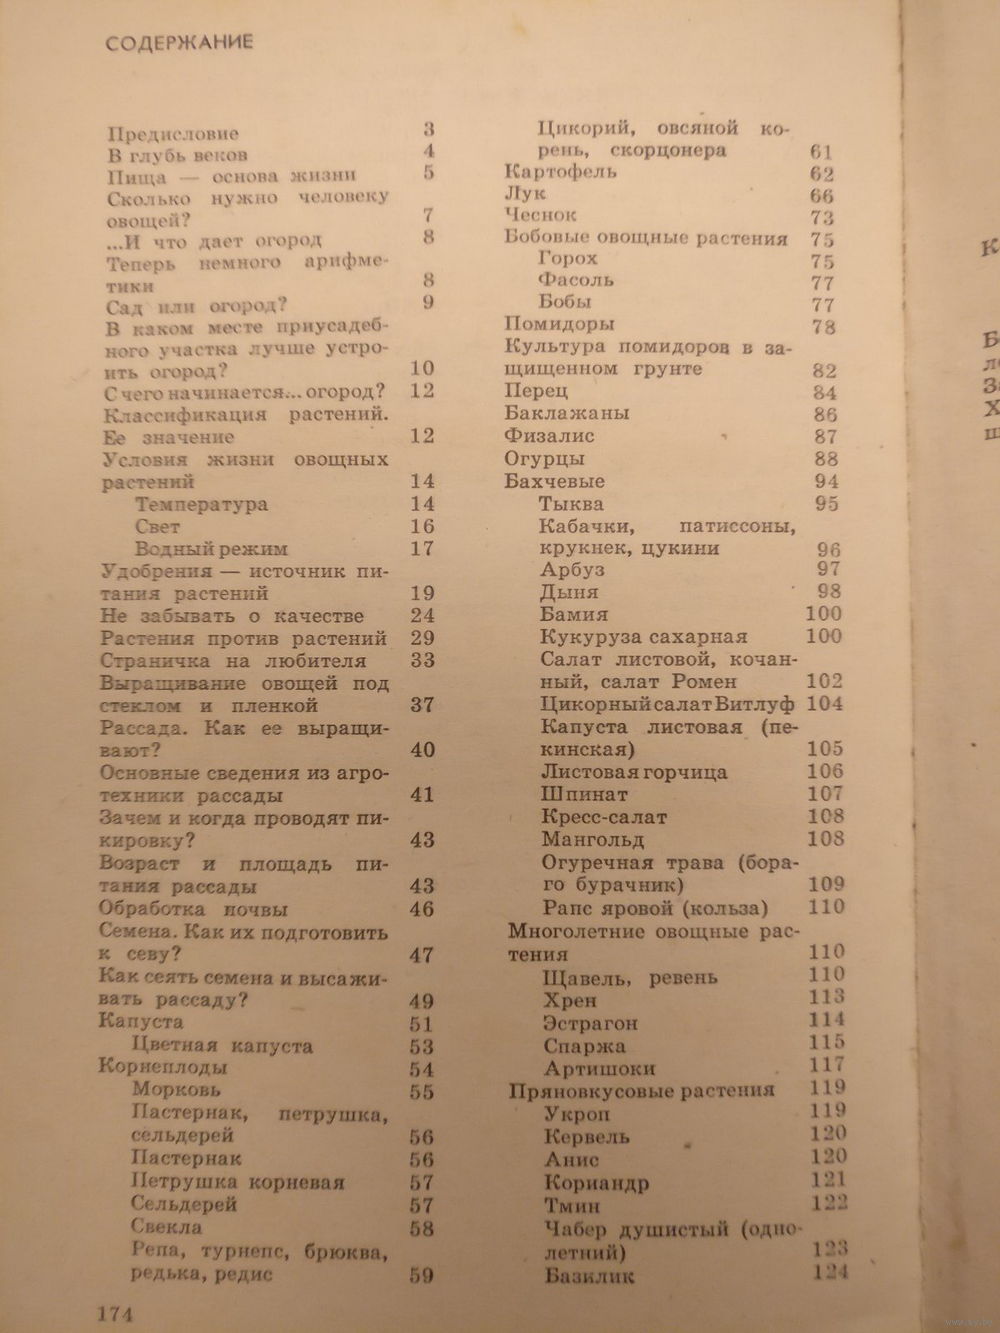 СОДЕРЖАНИЕ
Предисловие 3
В глубь веков 4
Пища — основа жизни 5
Сколько нужно человеку
овощей? 7
...И что дает огород 8
Теперь немного арифме-
тики 8
Сад или огород? 9
В каком месте приусадеб-
ного участка лучше устро-
ить огород? 10
С чего начинается... огород? 12
Классификация растений.
Ее значение 12
Условия жизни овощных
растений 14
Температура 14
Свет 16
Водный режим 17
Удобрения — источник пи-
тания растений 19
Не забывать о качестве 24
Растения против растений 29
Страничка на любителя 33
Выращивание овощей под
стеклом и пленкой 37
Рассада. Как ее выращи-
вают? 40
Основные сведения из агро-
техники рассады 41
Зачем и когда проводят пи-
кировку? 43
Возраст и площадь пи-
тания рассады 43
Обработка почвы 46
Семена. Как их подготовить
к севу? 47
Как сеять семена и высажи-
вать рассаду? 49
Капуста 51
Цветная капуста 53
Корнеплоды 54
Морковь 55
Пастернак, петрушка,
сельдерей 56
Пастернак 56
Петрушка корневая 57
Сельдерей 57
Свекла 58
Репа, турнепс, брюква,
редька, редис 59
174
Цикорий, овсяной ко-
рень, скорцонера 61
Картофель 62
Лук 66
Чеснок 73
Бобовые овощные растения 75
Горох 75
Фасоль 77
Бобы 77
Помидоры 78
Культура помидоров в за-
щищенном грунте 82
Перец 84
Баклажаны 86
Физалис 87
Огурцы 88
Бахчевые 94
Тыква 95
Кабачки, патиссоны,
крукнек, цукини 96
Арбуз 97
Дыня 98
Бамия 100
Кукуруза сахарная 100
Салат листовой, кочан-
ный, салат Ромен 102
Цикорный салат Витлуф 104
Капуста листовая (пе-
кинская) 105
Листовая горчица 106
Шпинат 107
Кресс-салат 108
Мангольд 108
Огуречная трава (бора-
го бурачник) 109
Рапс яровой (кользa) 110
Многолетние овощные рас-
тения 110
Щавель, ревень 110
Хрен 113
Эстрагон 114
Спаржа 115
Артишоки 117
Пряновкусовые растения 119
Укроп 119
Кервель 120
Анис 120
Кориандр 121
Тмин 122
Чабер душистый (одно-
летний) 123
Базилик 124